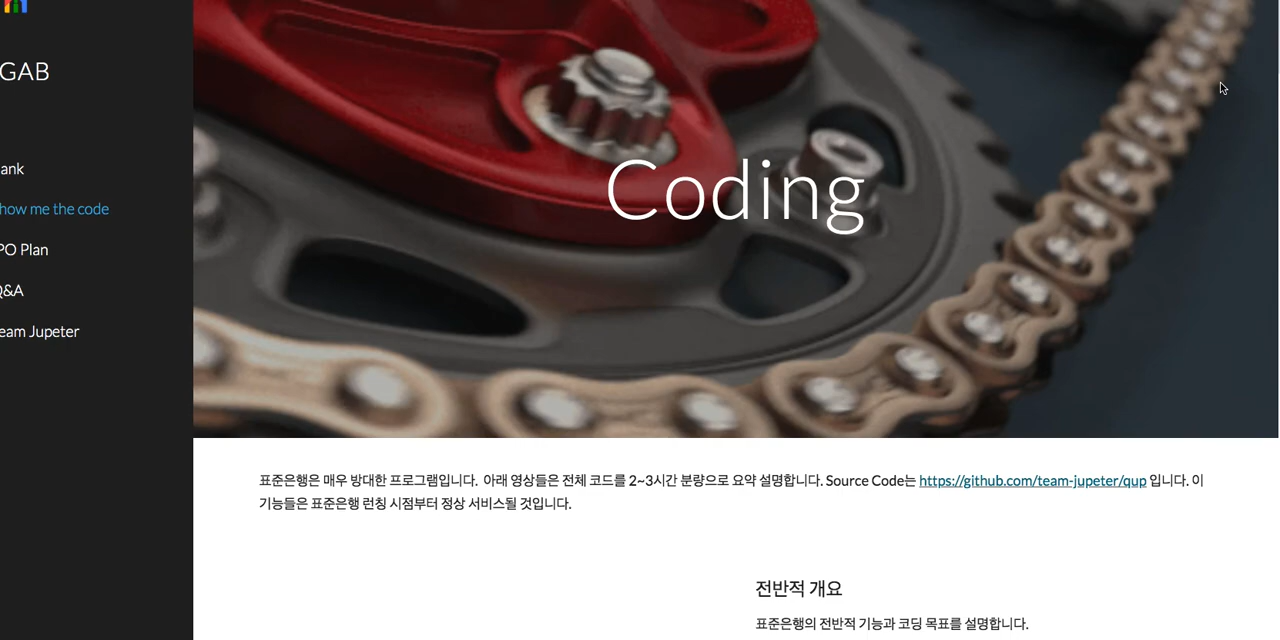 GAB
ank
how me the code
PO Plan
Q&A
eam Jupeter
Coding
표준은행은 매우 방대한 프로그램입니다. 아래 영상들은 전체 코드를 2~3시간 분량으로 요약 설명합니다. Source Code는 https://github.com/team-jupeter/qup 입니다. 이
기능들은 표준은행 런칭 시점부터 정상 서비스될 것입니다.
전반적 개요
표준은행의 전반적 기능과 코딩 목표를 설명합니다.